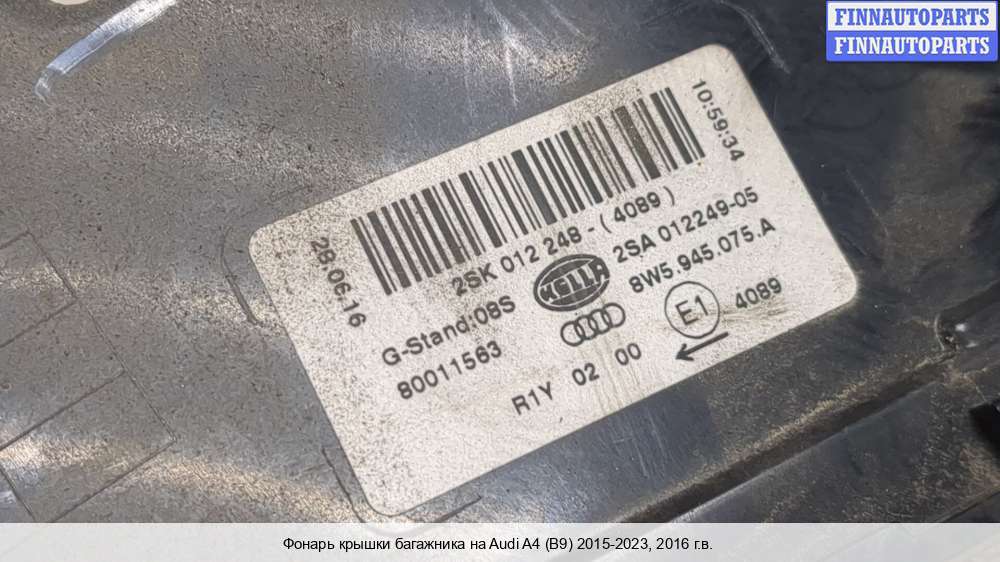 FINNAUTOPARTS
FINNAUTOPARTS
10:59:34
28.06.16
2SK 012 248-(4089)
G-Stand:08S
HELLA
2SA 012249-05
80011563
8W5.945.075.A
R1Y 02 00
E1
4089
Фонарь крышки багажника на Audi A4 (B9) 2015-2023, 2016 г.в.